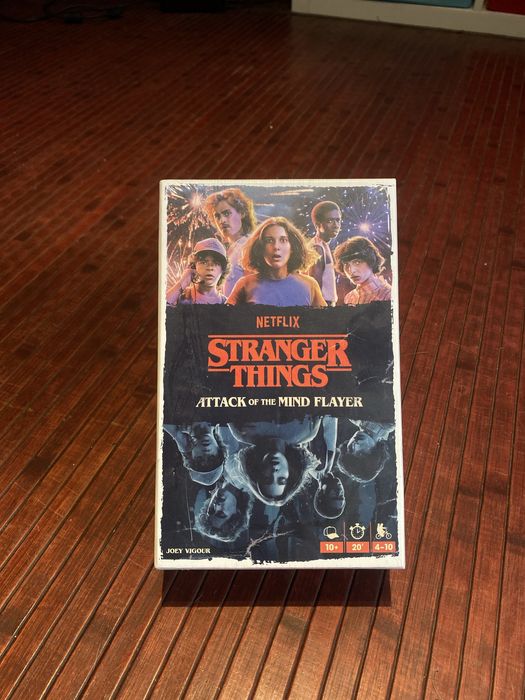 NETFLIX
STRANGER
THINGS
ATTACK OF THE MIND FLAYER
JOEY VIGOUR
10+ 20' 4-10